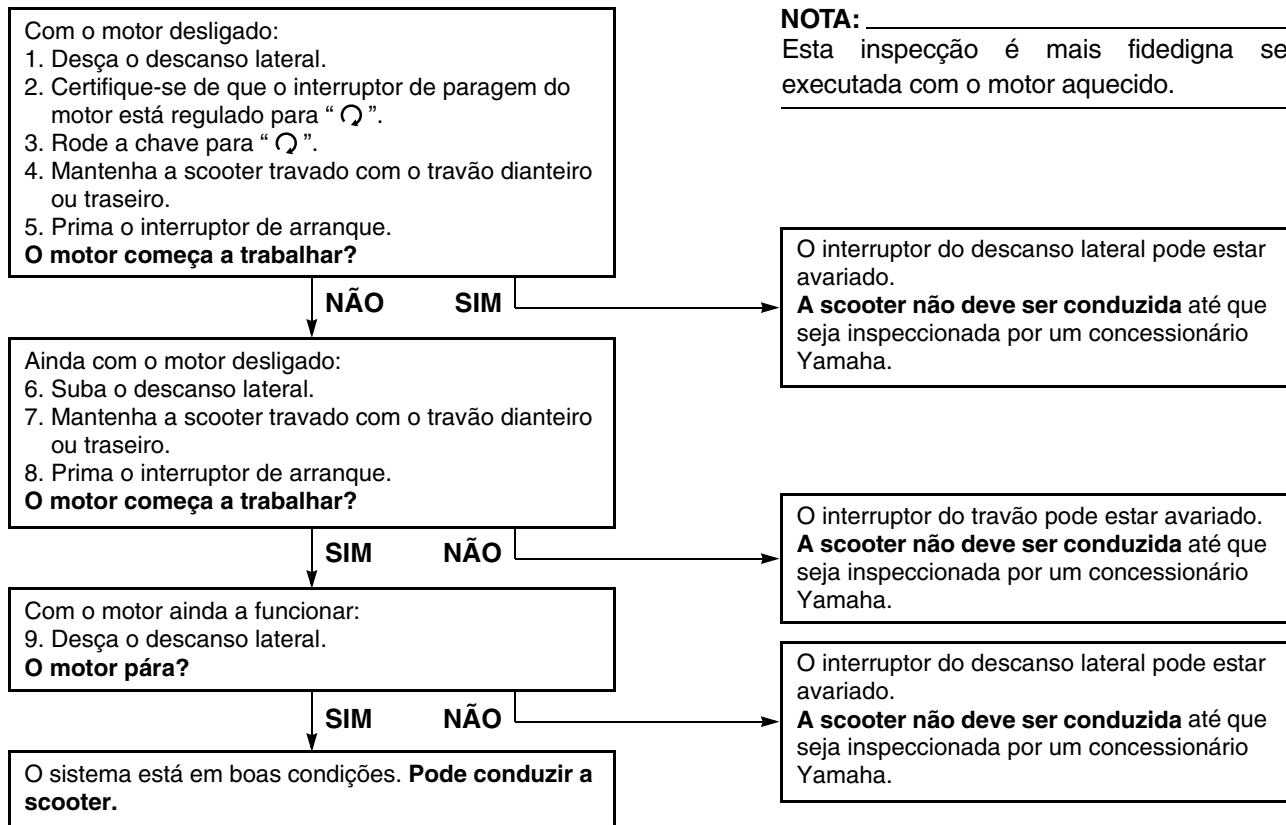 Com o motor desligado:
1. Desça o descanso lateral.
2. Certifique-se de que o interruptor de paragem do
motor está regulado para “ ”.
3. Rode a chave para “ ”.
4. Mantenha a scooter travado com o travão dianteiro
ou traseiro.
5. Prima o interruptor de arranque.
O motor começa a trabalhar?
NOTA:
Esta inspecção é mais fidedigna se
executada com o motor aquecido.
NÃO SIM
O interruptor do descanso lateral pode estar
avariado.
A scooter não deve ser conduzida até que
seja inspeccionada por um concessionário
Yamaha.
Ainda com o motor desligado:
6. Suba o descanso lateral.
7. Mantenha a scooter travado com o travão dianteiro
ou traseiro.
8. Prima o interruptor de arranque.
O motor começa a trabalhar?
SIM NÃO
O interruptor do travão pode estar avariado.
A scooter não deve ser conduzida até que
seja inspeccionada por um concessionário
Yamaha.
Com o motor ainda a funcionar:
9. Desça o descanso lateral.
O motor pára?
SIM NÃO
O interruptor do descanso lateral pode estar
avariado.
A scooter não deve ser conduzida até que
seja inspeccionada por um concessionário
Yamaha.
O sistema está em boas condições. Pode conduzir a
scooter.